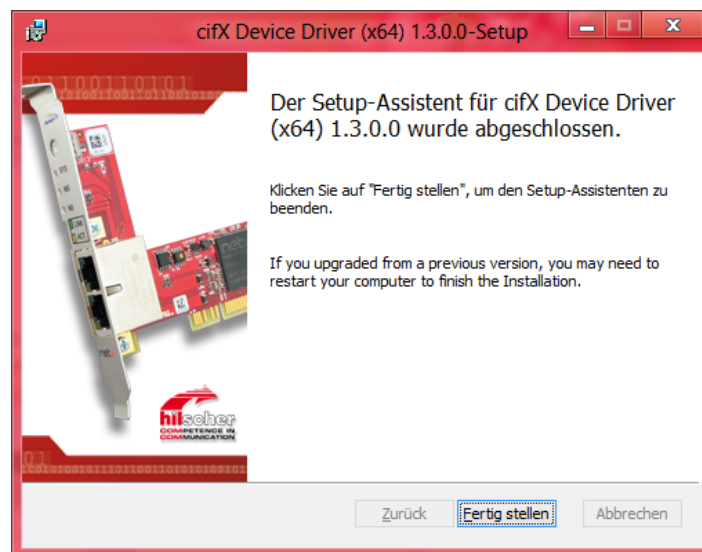 cifX Device Driver (x64) 1.3.0.0-Setup
Der Setup-Assistent für cifX Device Driver
(x64) 1.3.0.0 wurde abgeschlossen.
Klicken Sie auf "Fertig stellen", um den Setup-Assistenten zu
beenden.
If you upgraded from a previous version, you may need to
restart your computer to finish the Installation.
SYS
LINK
ACT
hilscher
COMPETENCE IN
COMMUNICATION
Zurück
Fertig stellen
Abbrechen